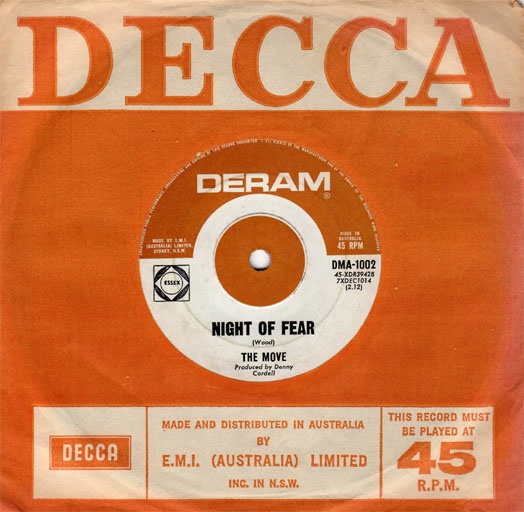 DECCA
DERAM
®
MADE BY E.M.I.
(AUSTRALIA) LIMITED,
SYDNEY, N.S.W.
MADE IN
AUSTRALIA
45 RPM
ESSEX
DMA-1002
45-XDR39428
7XDEC1014
(2.12)
NIGHT OF FEAR
(Wood)
THE MOVE
Produced by Denny
Cordell
DECCA
MADE AND DISTRIBUTED IN AUSTRALIA
BY
E.M.I. (AUSTRALIA) LIMITED
INC. IN N.S.W.
THIS RECORD MUST
BE PLAYED AT
45
R.P.M.